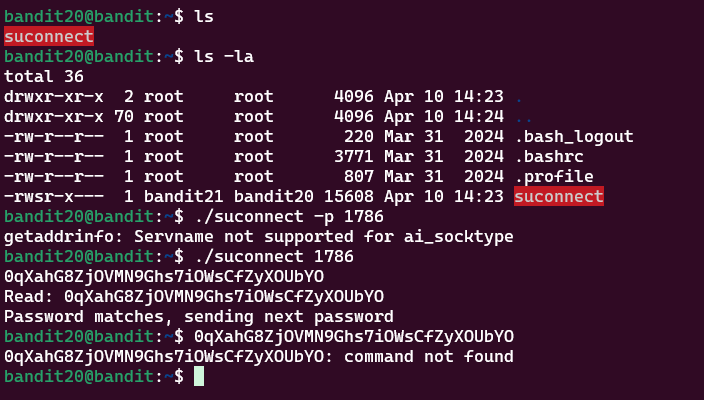 bandit20@bandit:~$ ls
suconnect
bandit20@bandit:~$ ls -la
total 36
drwxr-xr-x  2 root     root      4096 Apr 10 14:23 .
drwxr-xr-x 70 root     root      4096 Apr 10 14:24 ..
-rw-r--r--  1 root     root       220 Mar 31  2024 .bash_logout
-rw-r--r--  1 root     root      3771 Mar 31  2024 .bashrc
-rw-r--r--  1 root     root       807 Mar 31  2024 .profile
-rwsr-x---  1 bandit21 bandit20 15608 Apr 10 14:23 suconnect
bandit20@bandit:~$ ./suconnect -p 1786
getaddrinfo: Servname not supported for ai_socktype
bandit20@bandit:~$ ./suconnect 1786
0qXahG8ZjOVMN9Ghs7iOWsCfZyXOUbYO
Read: 0qXahG8ZjOVMN9Ghs7iOWsCfZyXOUbYO
Password matches, sending next password
bandit20@bandit:~$ 0qXahG8ZjOVMN9Ghs7iOWsCfZyXOUbYO
0qXahG8ZjOVMN9Ghs7iOWsCfZyXOUbYO: command not found
bandit20@bandit:~$